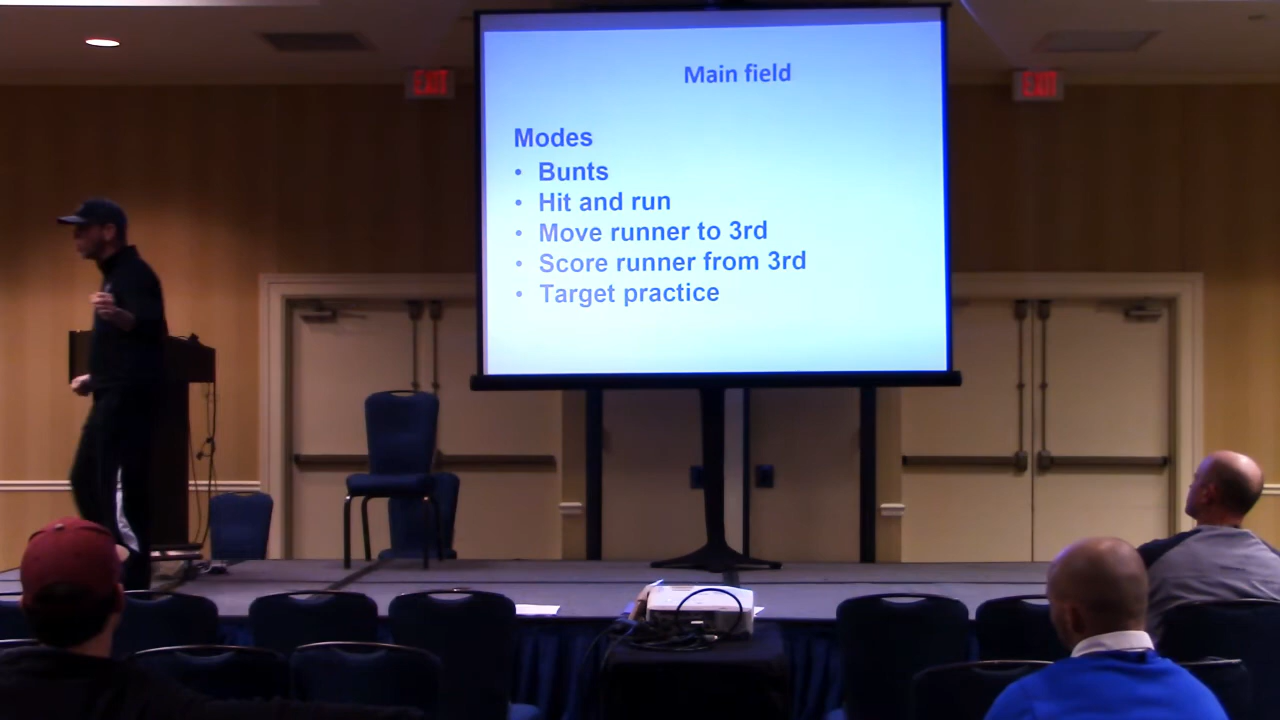 EXIT
EXIT
Main field
Modes
• Bunts
• Hit and run
• Move runner to 3rd
• Score runner from 3rd
• Target practice